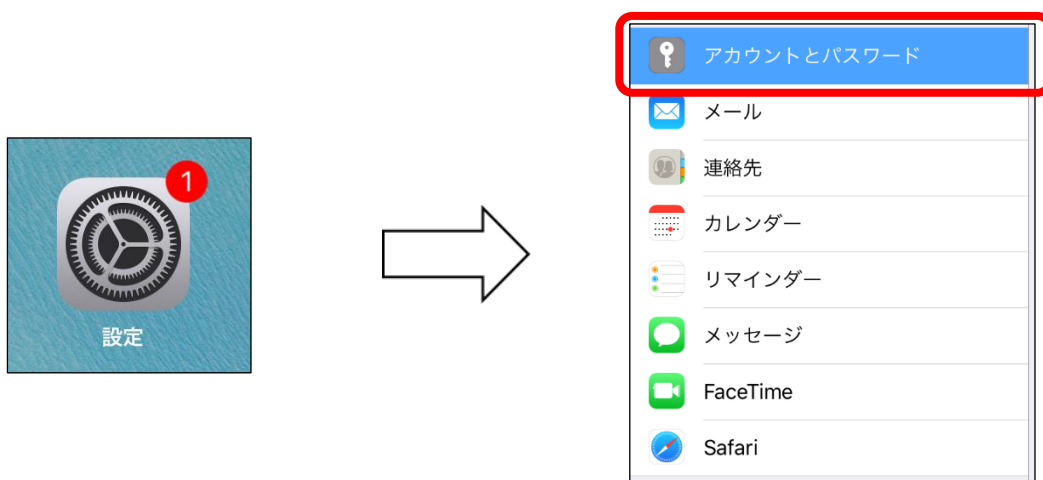 1
設定
アカウントとパスワード
メール
連絡先
カレンダー
リマインダー
メッセージ
FaceTime
Safari